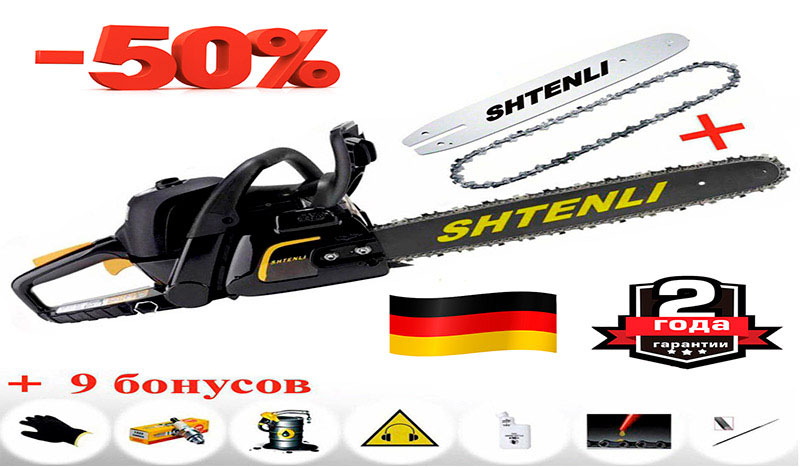 -50%
SHTENLI
+
SHTENLI
SHTENLI
2
года
гарантии
+ 9 бонусов